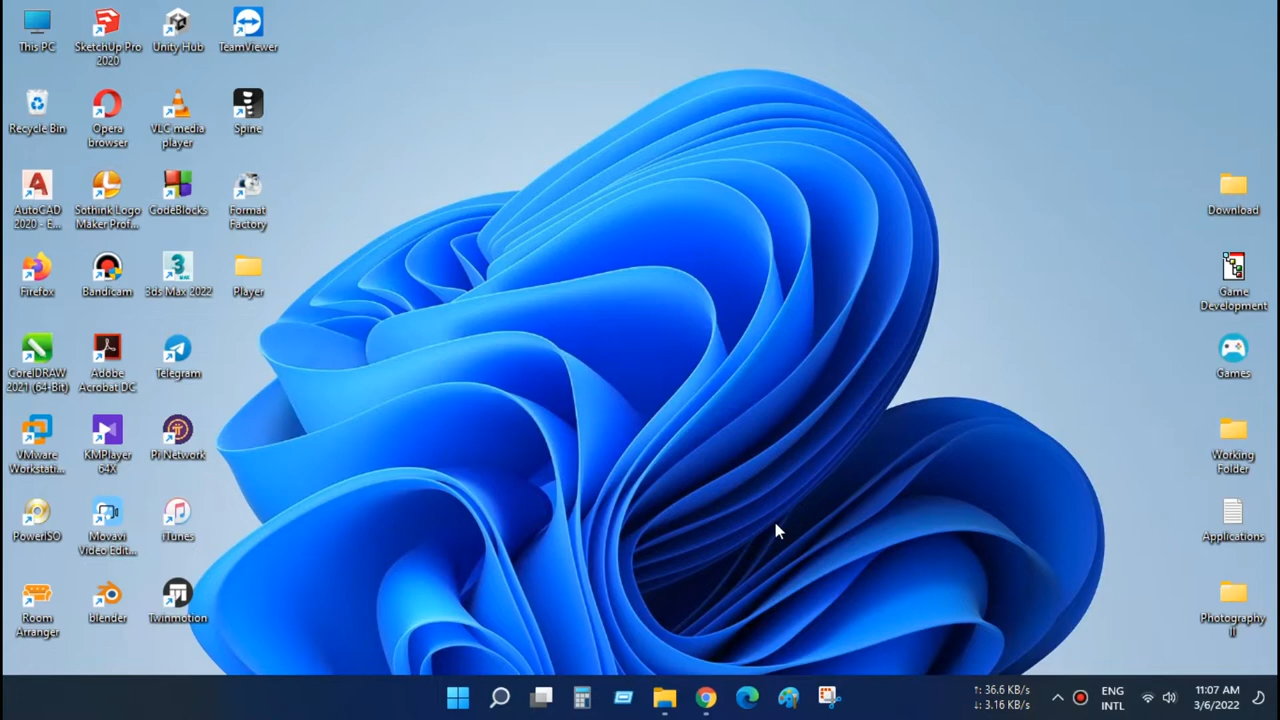 This PC
SketchUp Pro
2020
Unity Hub
TeamViewer
Recycle Bin
Opera
browser
VLC media
player
Spine
AutoCAD
2020 - E...
Sothink Logo
Maker Prof...
CodeBlocks
Format
Factory
Firefox
Bandicam
3ds Max 2022
Player
CorelDRAW
2021 (64-Bit)
Adobe
Acrobat DC
Telegram
VMware
Workstati...
KMPlayer
64X
Pi Network
PowerISO
Movavi
Video Edit...
iTunes
Room
Arranger
blender
Twinmotion
Download
Game
Development
Games
Working
Folder
Applications
Photography
II
↑: 36.6 KB/s
↓: 3.16 KB/s
ENG
INTL
11:07 AM
3/6/2022